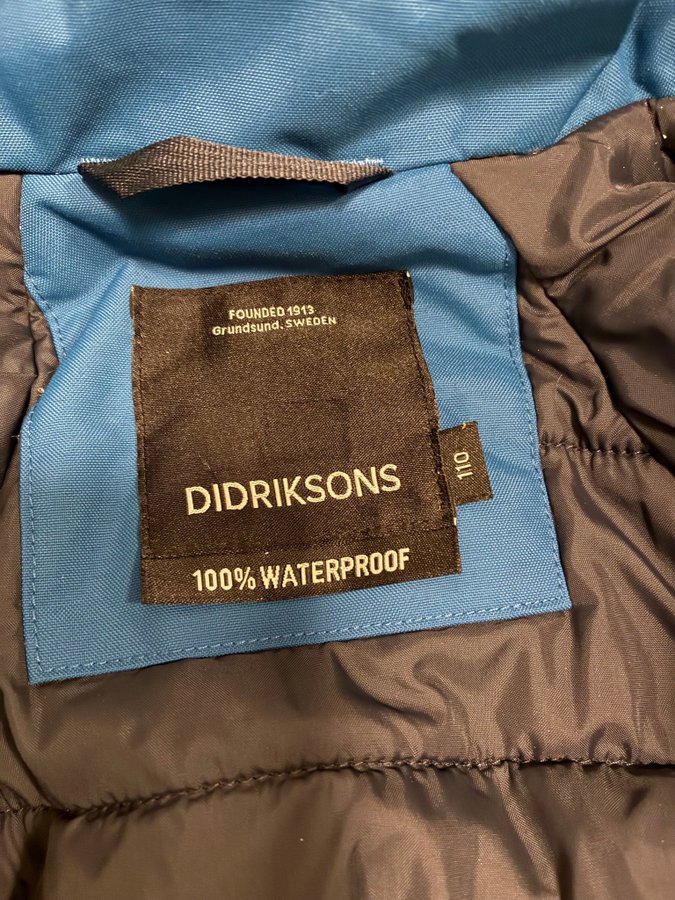 FOUNDED 1913
Grundsund. SWEDEN
DIDRIKSONS
110
100% WATERPROOF